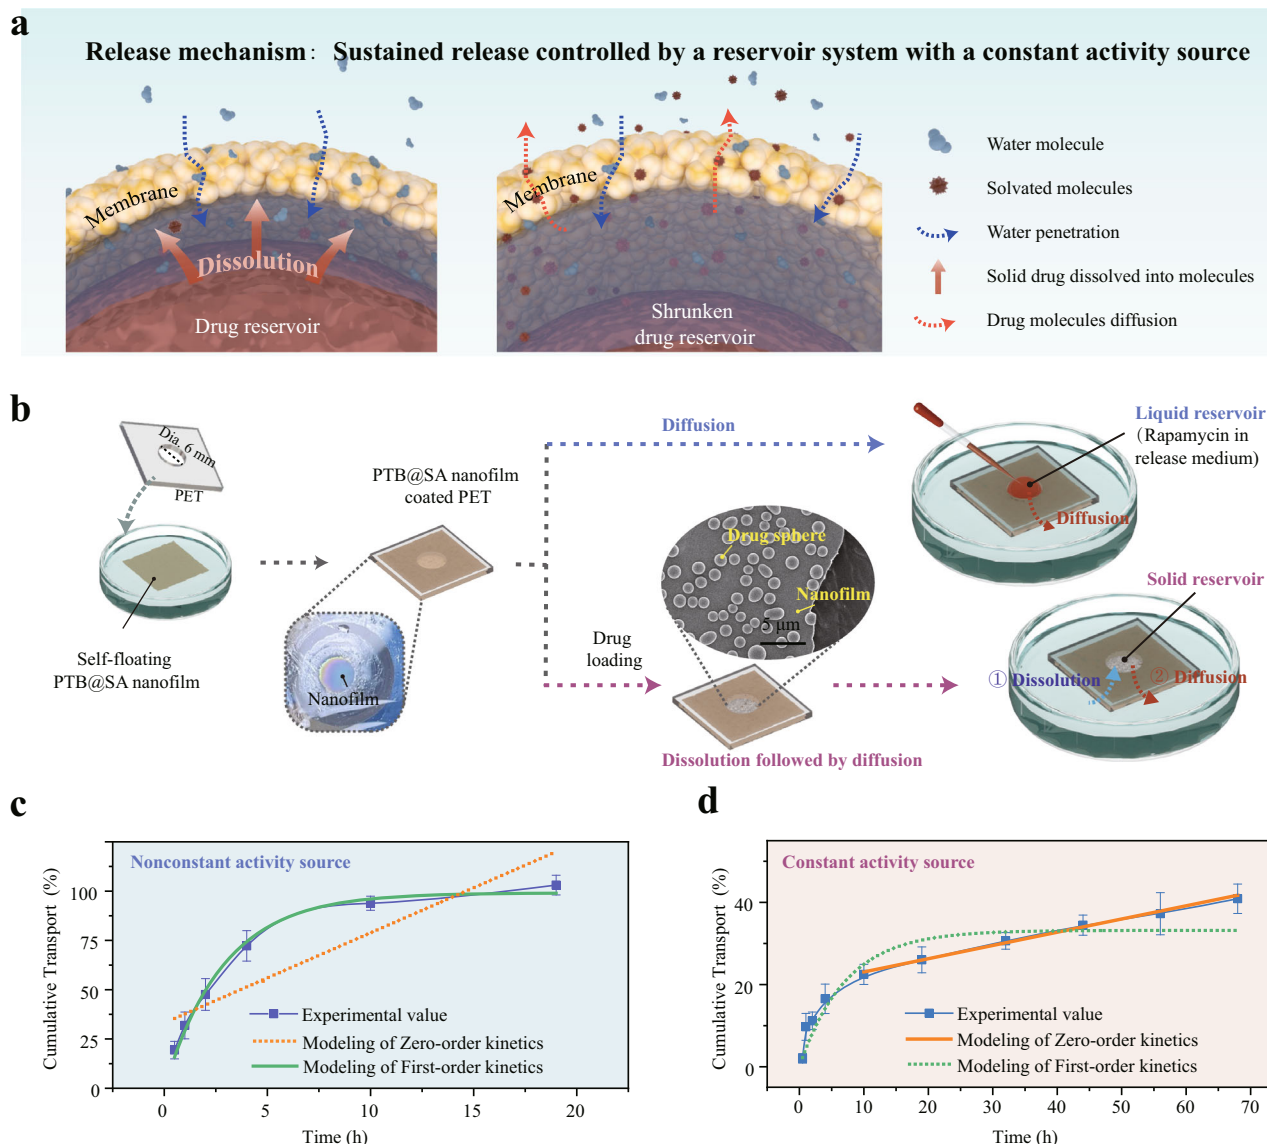 a
Release mechanism: Sustained release controlled by a reservoir system with a constant activity source
Membrane
Dissolution
Drug reservoir
Membrane
Shrunken
drug reservoir
Water molecule
Solvated molecules
Water penetration
Solid drug dissolved into molecules
Drug molecules diffusion
b
Dia. 6 mm
PET
Self-floating
PTB@SA nanofilm
PTB@SA nanofilm
coated PET
Nanofilm
Diffusion
Drug
loading
Drug sphere
Nanofilm
5 μm
Dissolution followed by diffusion
Liquid reservoir
(Rapamycin in
release medium)
Diffusion
Solid reservoir
① Dissolution
② Diffusion
c
Nonconstant activity source
Cumulative Transport (%)
100
75
50
25
0
Experimental value
Modeling of Zero-order kinetics
Modeling of First-order kinetics
0 5 10 15 20
Time (h)
d
Constant activity source
Cumulative Transport (%)
40
20
0
Experimental value
Modeling of Zero-order kinetics
Modeling of First-order kinetics
0 10 20 30 40 50 60 70
Time (h)